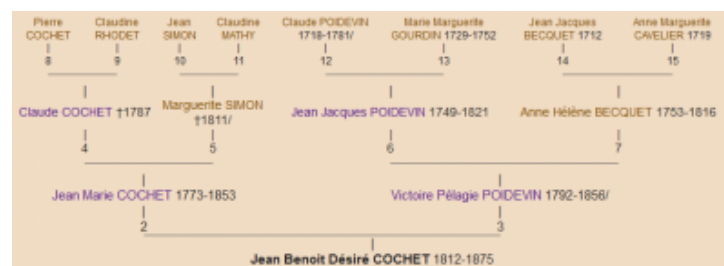 Pierre COCHET
Claudine RHODET
Jean SIMON
Claudine MATHY
Claude POIDEVIN 1718-1781/
Marie Marguerite GOURDIN 1729-1752
Jean Jacques BECQUET 1712
Anne Marguerite CAVELIER 1719
8 9 10 11 12 13 14 15
Claude COCHET †1787
Marguerite SIMON †1811/
Jean Jacques POIDEVIN 1749-1821
Anne Hélène BECQUET 1753-1816
4 5 6 7
Jean Marie COCHET 1773-1853
Victoire Pélagie POIDEVIN 1792-1856/
2 3
Jean Benoit Désiré COCHET 1812-1875